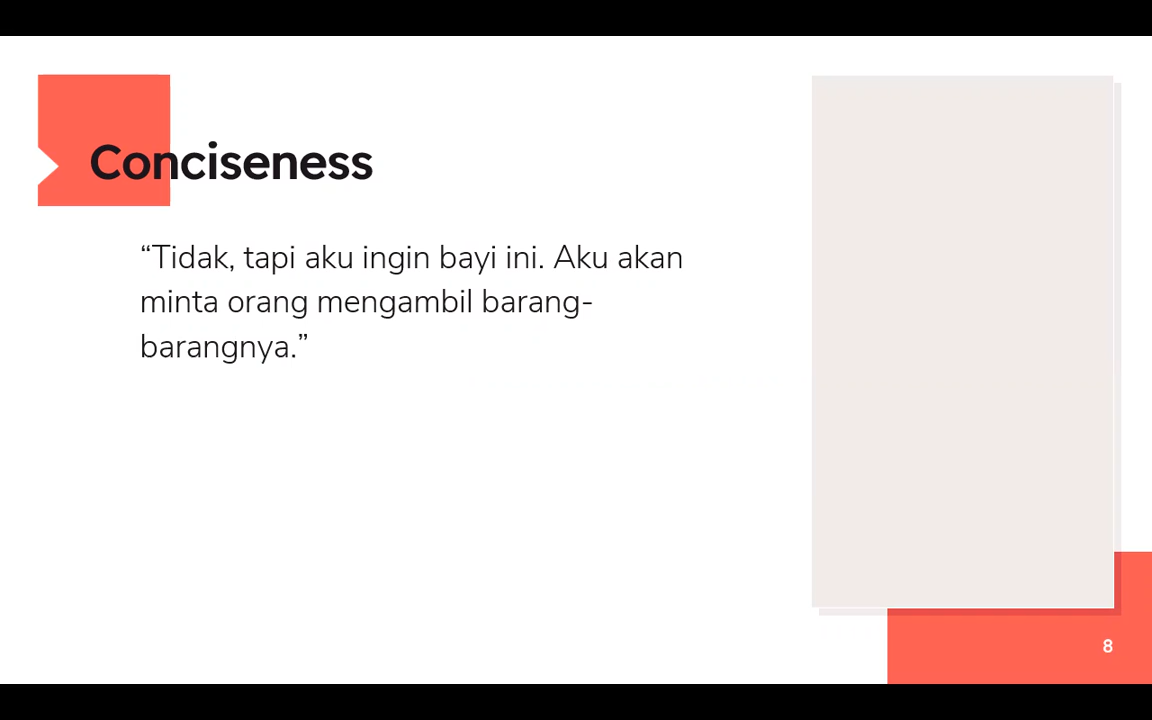 Conciseness
“Tidak, tapi aku ingin bayi ini. Aku akan
minta orang mengambil barang-
barangnya.”
8